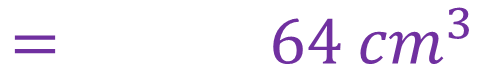 = 64 cm³